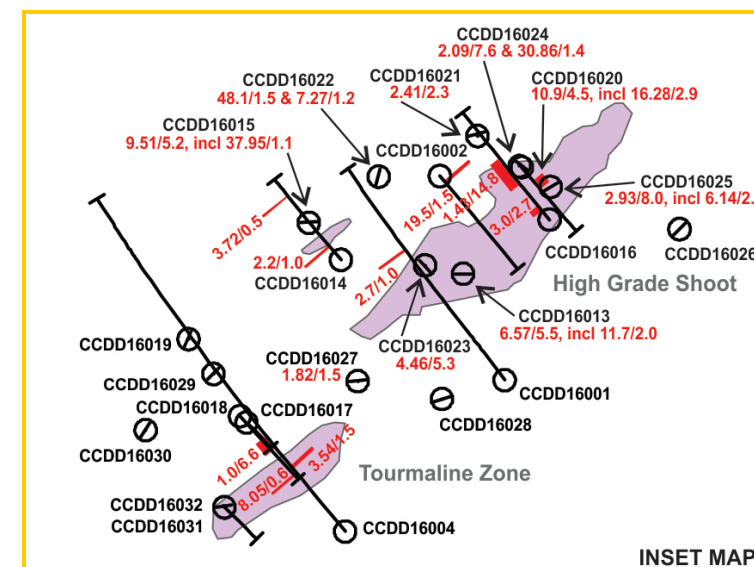 CCDD16024
2.09/7.6 & 30.86/1.4
CCDD16021
2.41/2.3
CCDD16020
10.9/4.5, incl 16.28/2.9
CCDD16022
48.1/1.5 & 7.27/1.2
CCDD16015
9.51/5.2, incl 37.95/1.1
CCDD16002
19.5/1.5
1.43/14.8
3.0/2.7
CCDD16025
2.93/8.0, incl 6.14/2.
CCDD16016
CCDD16026
3.72/0.5
2.2/1.0
CCDD16014
2.7/1.0
High Grade Shoot
CCDD16013
6.57/5.5, incl 11.7/2.0
CCDD16023
4.46/5.3
CCDD16019
CCDD16027
1.82/1.5
CCDD16029
CCDD16001
CCDD16018
CCDD16017
CCDD16028
CCDD16030
1.0/6.6
8.05/0.6
3.54/1.5
Tourmaline Zone
CCDD16032
CCDD16031
CCDD16004
INSET MAP